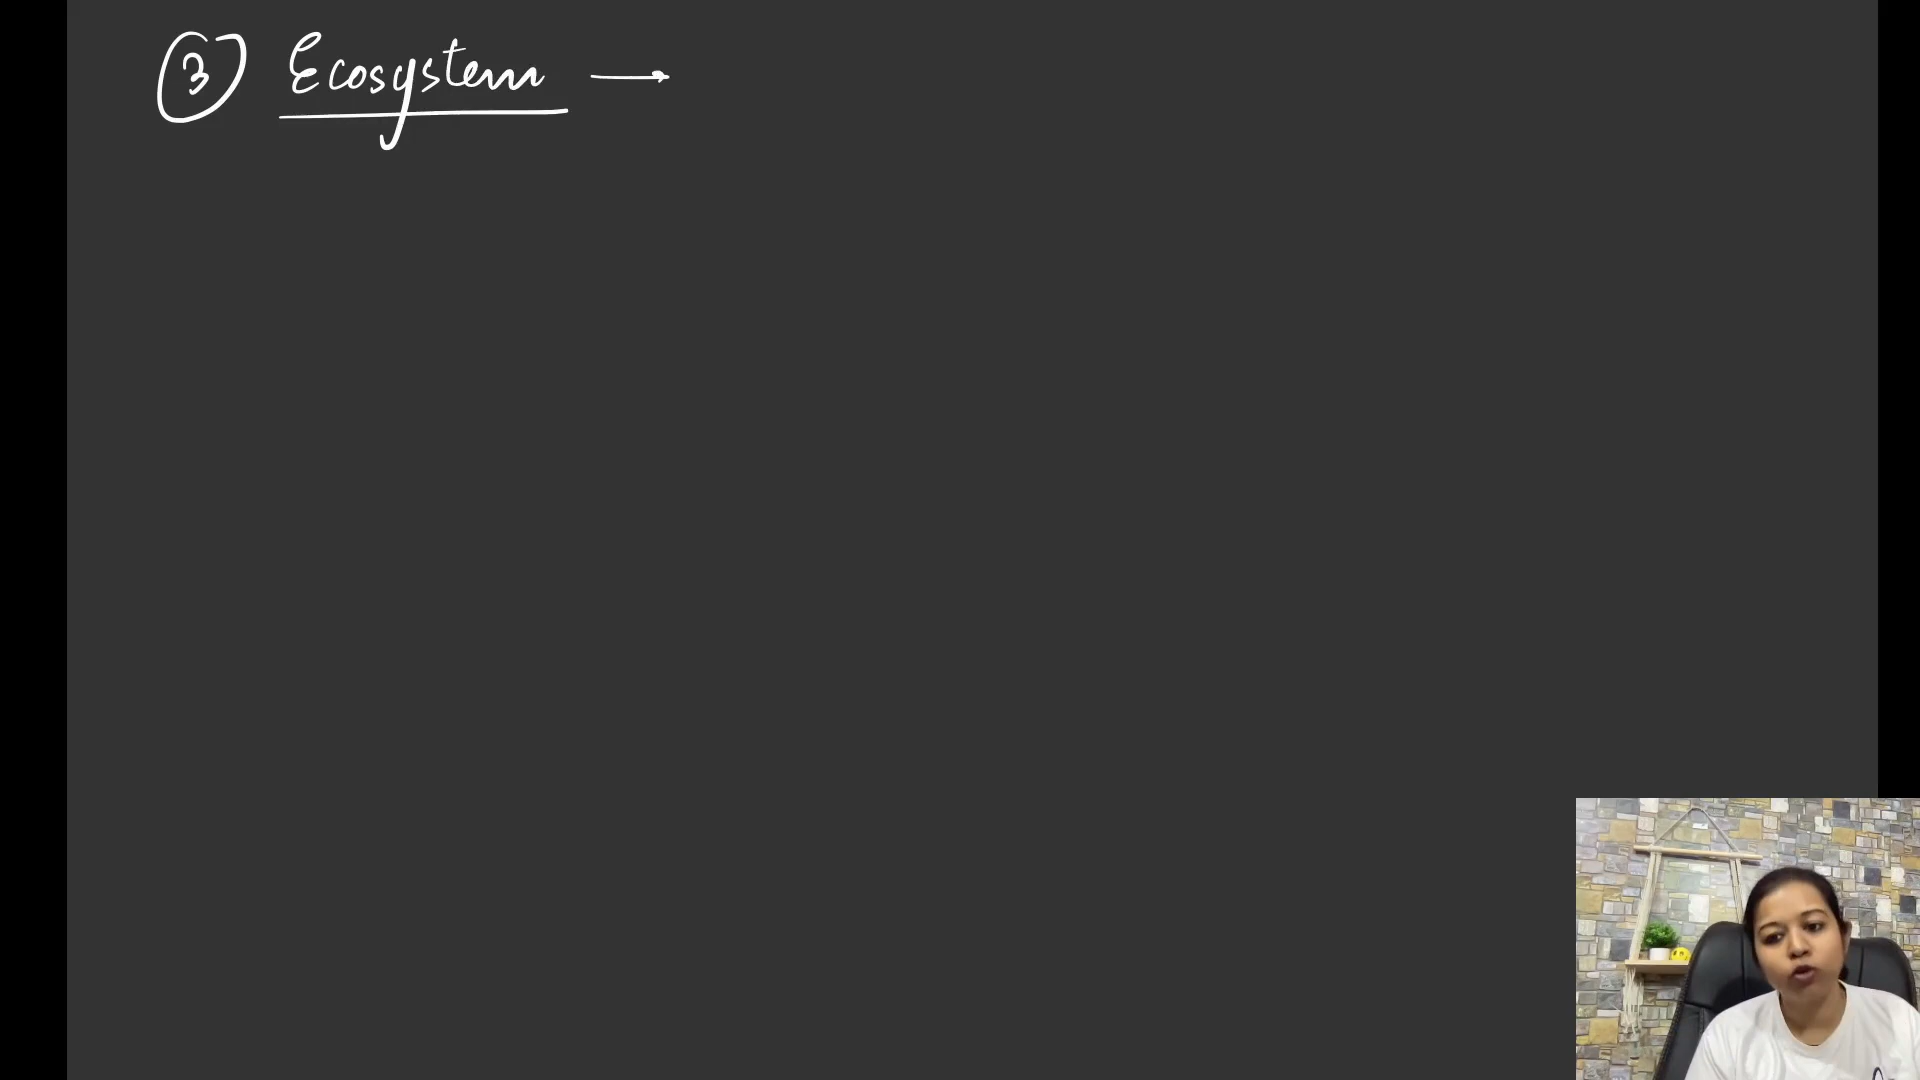 ③ Ecosystem →